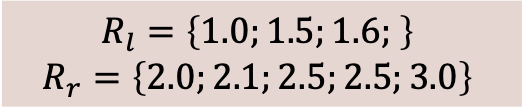 R_l = {1.0; 1.5; 1.6; }
R_r = {2.0; 2.1; 2.5; 2.5; 3.0}